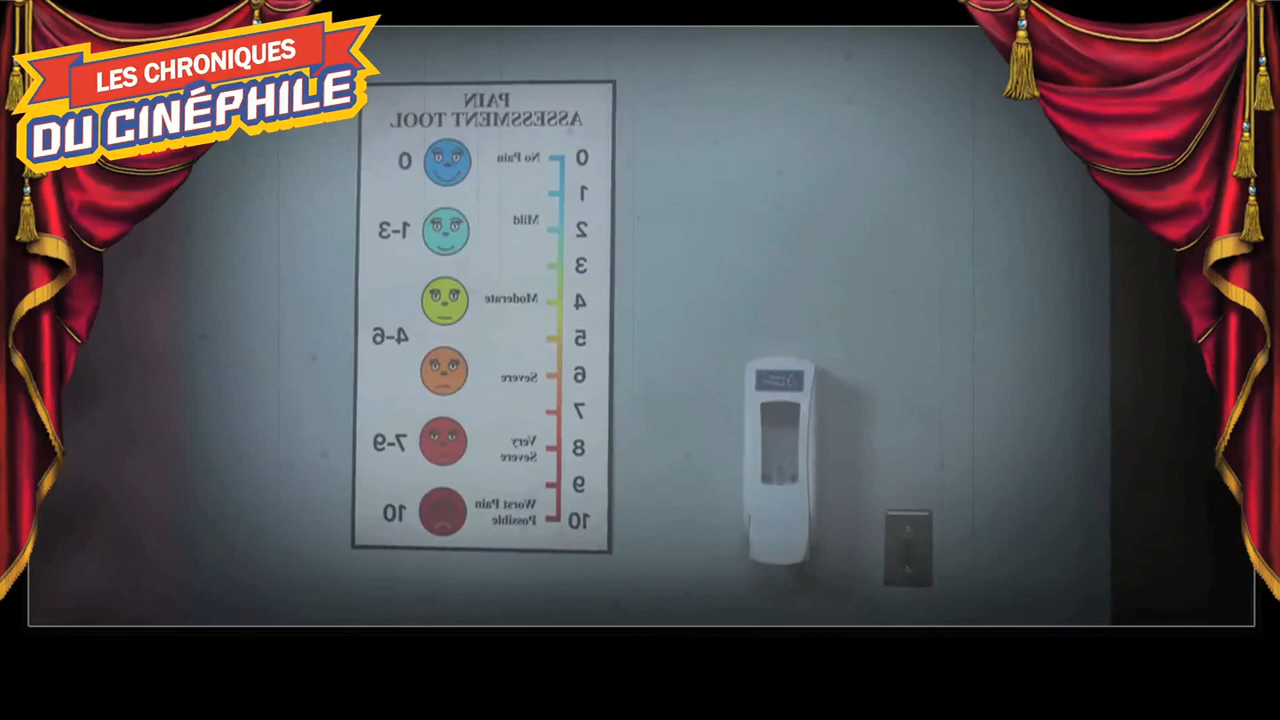 LES CHRONIQUES
DU CINÉPHILE
PAIN
ASSESSMENT TOOL
0
No Pain
0
1
1-3
Mild
2
3
Moderate
4
4-6
5
Severe
6
7
7-9
Very
Severe
8
9
10
Worst Pain
Possible
10